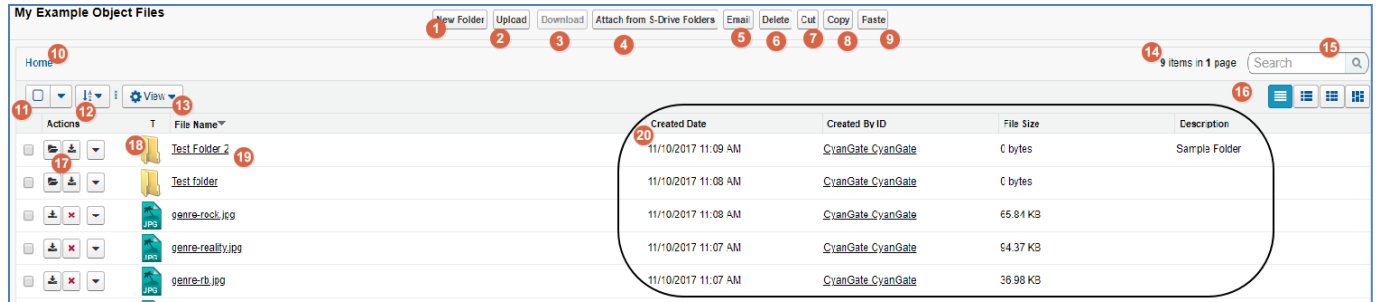 My Example Object Files
New Folder Upload Download Attach from S-Drive Folders Email Delete Cut Copy Paste
1 2 3 4 5 6 7 8 9
Home 10 14 9 items in 1 page Search 15
11 12 View 13 16
Actions T File Name Created Date Created By ID File Size Description
17 18 Test Folder 2 19 20 11/10/2017 11:09 AM CyanGate CyanGate 0 bytes Sample Folder
Test folder 11/10/2017 11:08 AM CyanGate CyanGate 0 bytes
JPG genre-rock.jpg 11/10/2017 11:08 AM CyanGate CyanGate 65.84 KB
JPG genre-reality.jpg 11/10/2017 11:07 AM CyanGate CyanGate 94.37 KB
JPG genre-rb.jpg 11/10/2017 11:07 AM CyanGate CyanGate 36.98 KB